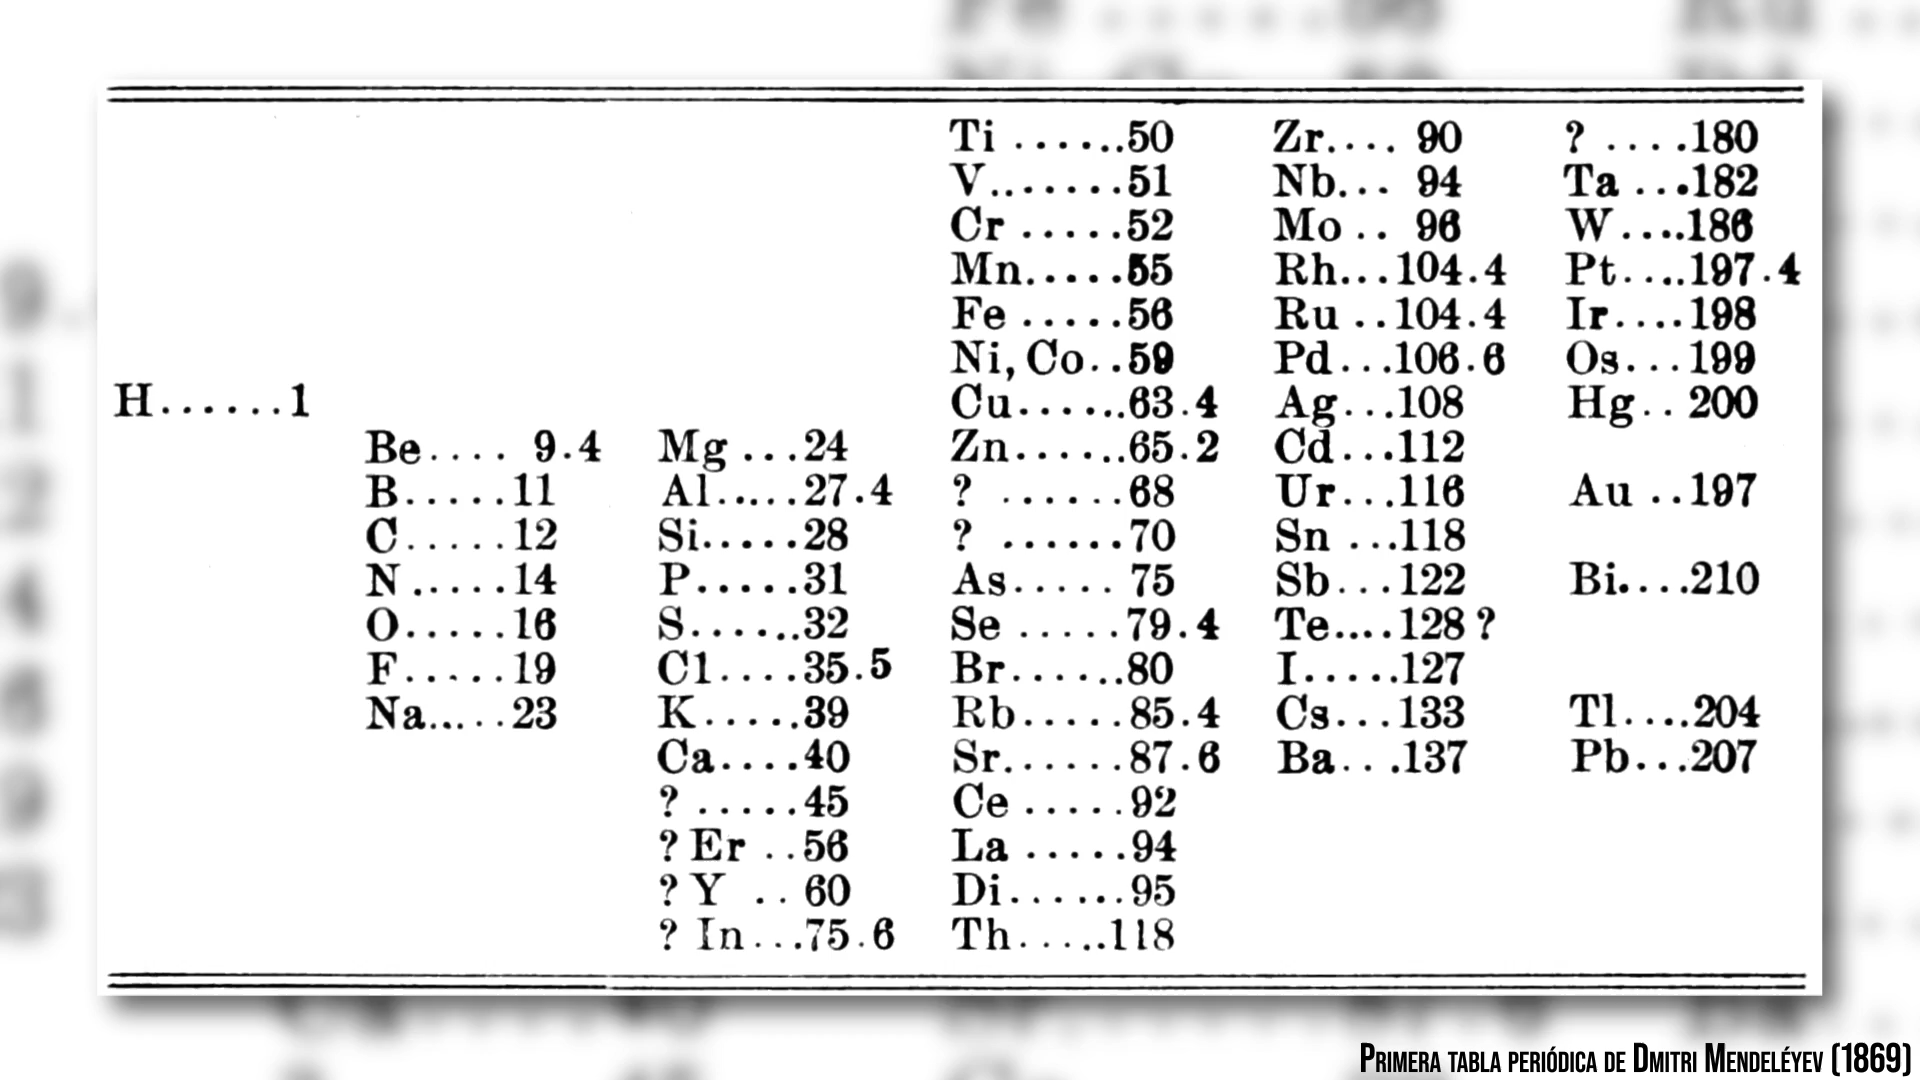 Ti ......50 Zr.... 90 ? ....180
V.......51 Nb... 94 Ta ...182
Cr .....52 Mo .. 96 W ....186
Mn.....55 Rh...104.4 Pt....197.4
Fe .....56 Ru ..104.4 Ir....198
Ni, Co..59 Pd...106.6 Os...199
H......1 Cu......63.4 Ag...108 Hg.. 200
Be.... 9.4 Mg ...24 Zn......65.2 Cd...112
B.....11 Al.....27.4 ? ......68 Ur...116 Au ..197
C.....12 Si.....28 ? ......70 Sn ...118
N.....14 P.....31 As..... 75 Sb...122 Bi....210
O.....16 S......32 Se .....79.4 Te....128?
F.....19 Cl....35.5 Br......80 I.....127
Na.....23 K.....39 Rb.....85.4 Cs...133 Tl....204
Ca....40 Sr......87.6 Ba...137 Pb...207
? .....45 Ce .....92
? Er ..56 La .....94
? Y .. 60 Di......95
? In...75.6 Th.....118
Primera tabla periódica de Dmitri Mendeléyev (1869)